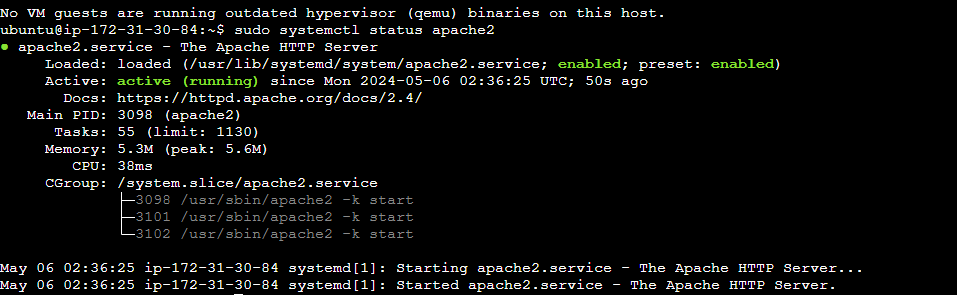 No VM guests are running outdated hypervisor (qemu) binaries on this host.
ubuntu@ip-172-31-30-84:~$ sudo systemctl status apache2
● apache2.service - The Apache HTTP Server
     Loaded: loaded (/usr/lib/systemd/system/apache2.service; enabled; preset: enabled)
     Active: active (running) since Mon 2024-05-06 02:36:25 UTC; 50s ago
       Docs: https://httpd.apache.org/docs/2.4/
   Main PID: 3098 (apache2)
      Tasks: 55 (limit: 1130)
     Memory: 5.3M (peak: 5.6M)
        CPU: 38ms
     CGroup: /system.slice/apache2.service
             ├─3098 /usr/sbin/apache2 -k start
             ├─3101 /usr/sbin/apache2 -k start
             └─3102 /usr/sbin/apache2 -k start
May 06 02:36:25 ip-172-31-30-84 systemd[1]: Starting apache2.service - The Apache HTTP Server...
May 06 02:36:25 ip-172-31-30-84 systemd[1]: Started apache2.service - The Apache HTTP Server.